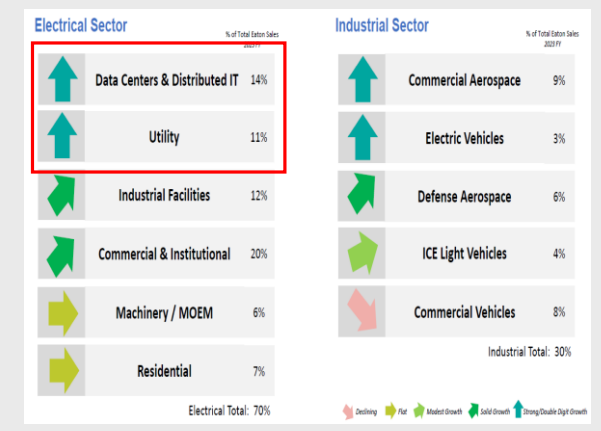 Electrical Sector
% of Total Eaton Sales
2023 FY
Data Centers & Distributed IT 14%
Utility 11%
Industrial Facilities 12%
Commercial & Institutional 20%
Machinery / MOEM 6%
Residential 7%
Electrical Total: 70%
Industrial Sector
% of Total Eaton Sales
2023 FY
Commercial Aerospace 9%
Electric Vehicles 3%
Defense Aerospace 6%
ICE Light Vehicles 4%
Commercial Vehicles 8%
Industrial Total: 30%
Declining Flat Modest Growth Solid Growth Strong/Double Digit Growth